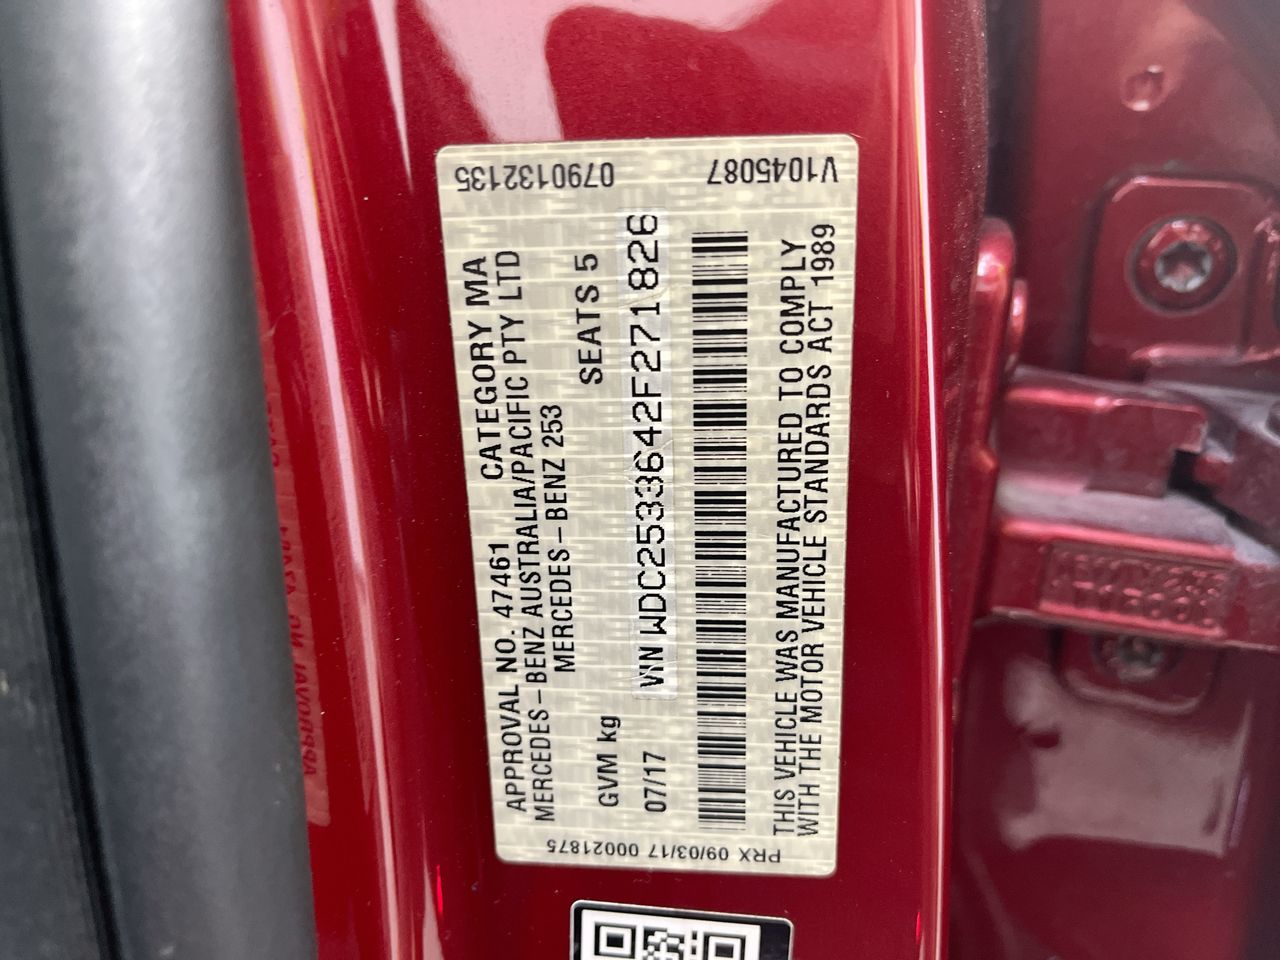 0790132135 V1045087
APPROVAL NO. 47461 CATEGORY MA
MERCEDES-BENZ AUSTRALIA/PACIFIC PTY LTD
MERCEDES-BENZ 253
GVM kg SEATS 5
07/17 VIN WDC2533642F271826
THIS VEHICLE WAS MANUFACTURED TO COMPLY
WITH THE MOTOR VEHICLE STANDARDS ACT 1989
PRX 09/03/17 00021875